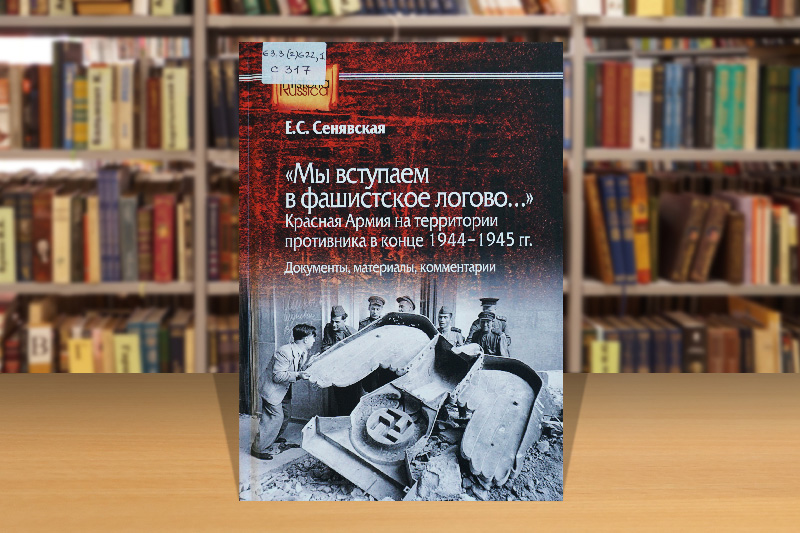 63.3(2)622,1
С 317
Russica
Е.С. Сенявская
«Мы вступаем
в фашистское логово...»
Красная Армия на территории
противника в конце 1944–1945 гг.
Документы, материалы, комментарии
В